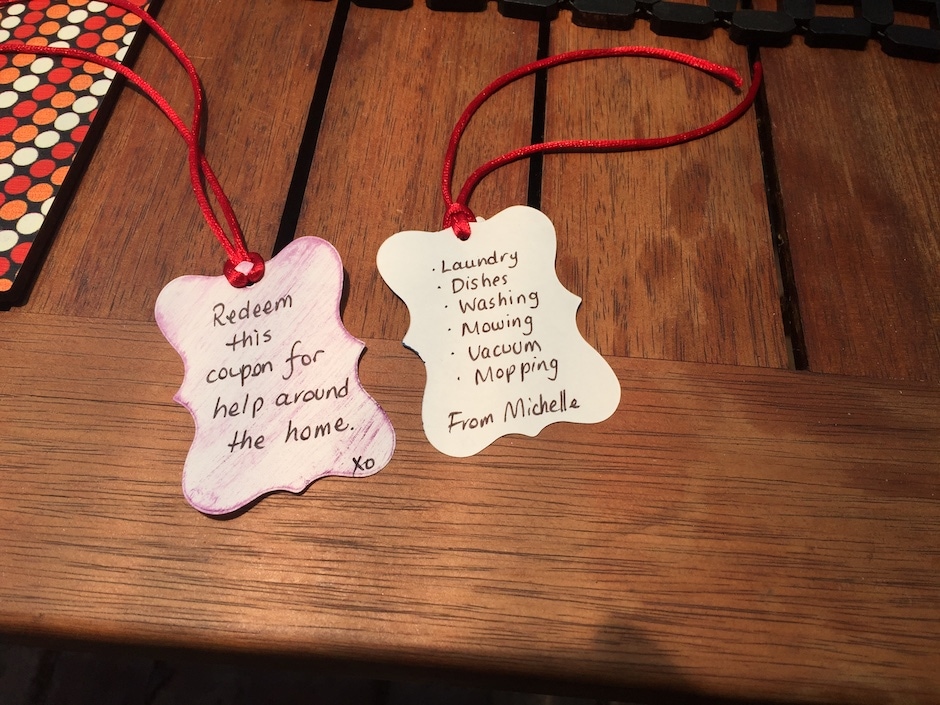 Redeem
this
coupon for
help around
the home.
XO
· Laundry
· Dishes
· Washing
· Mowing
· Vacuum
· Mopping
From Michelle